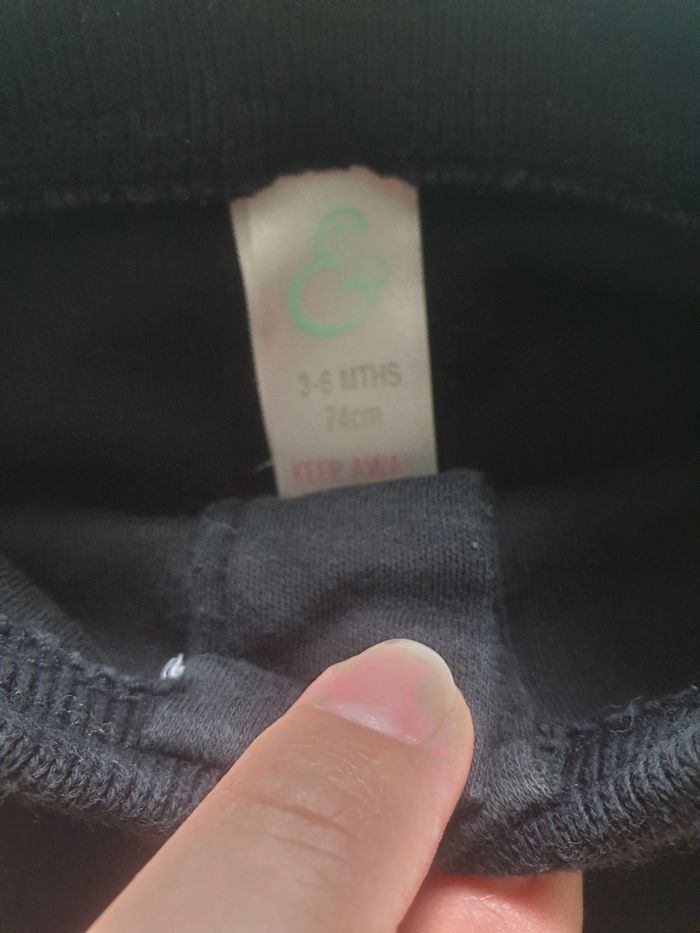 &
3-6 MTHS
74cm
KEEP AWAY